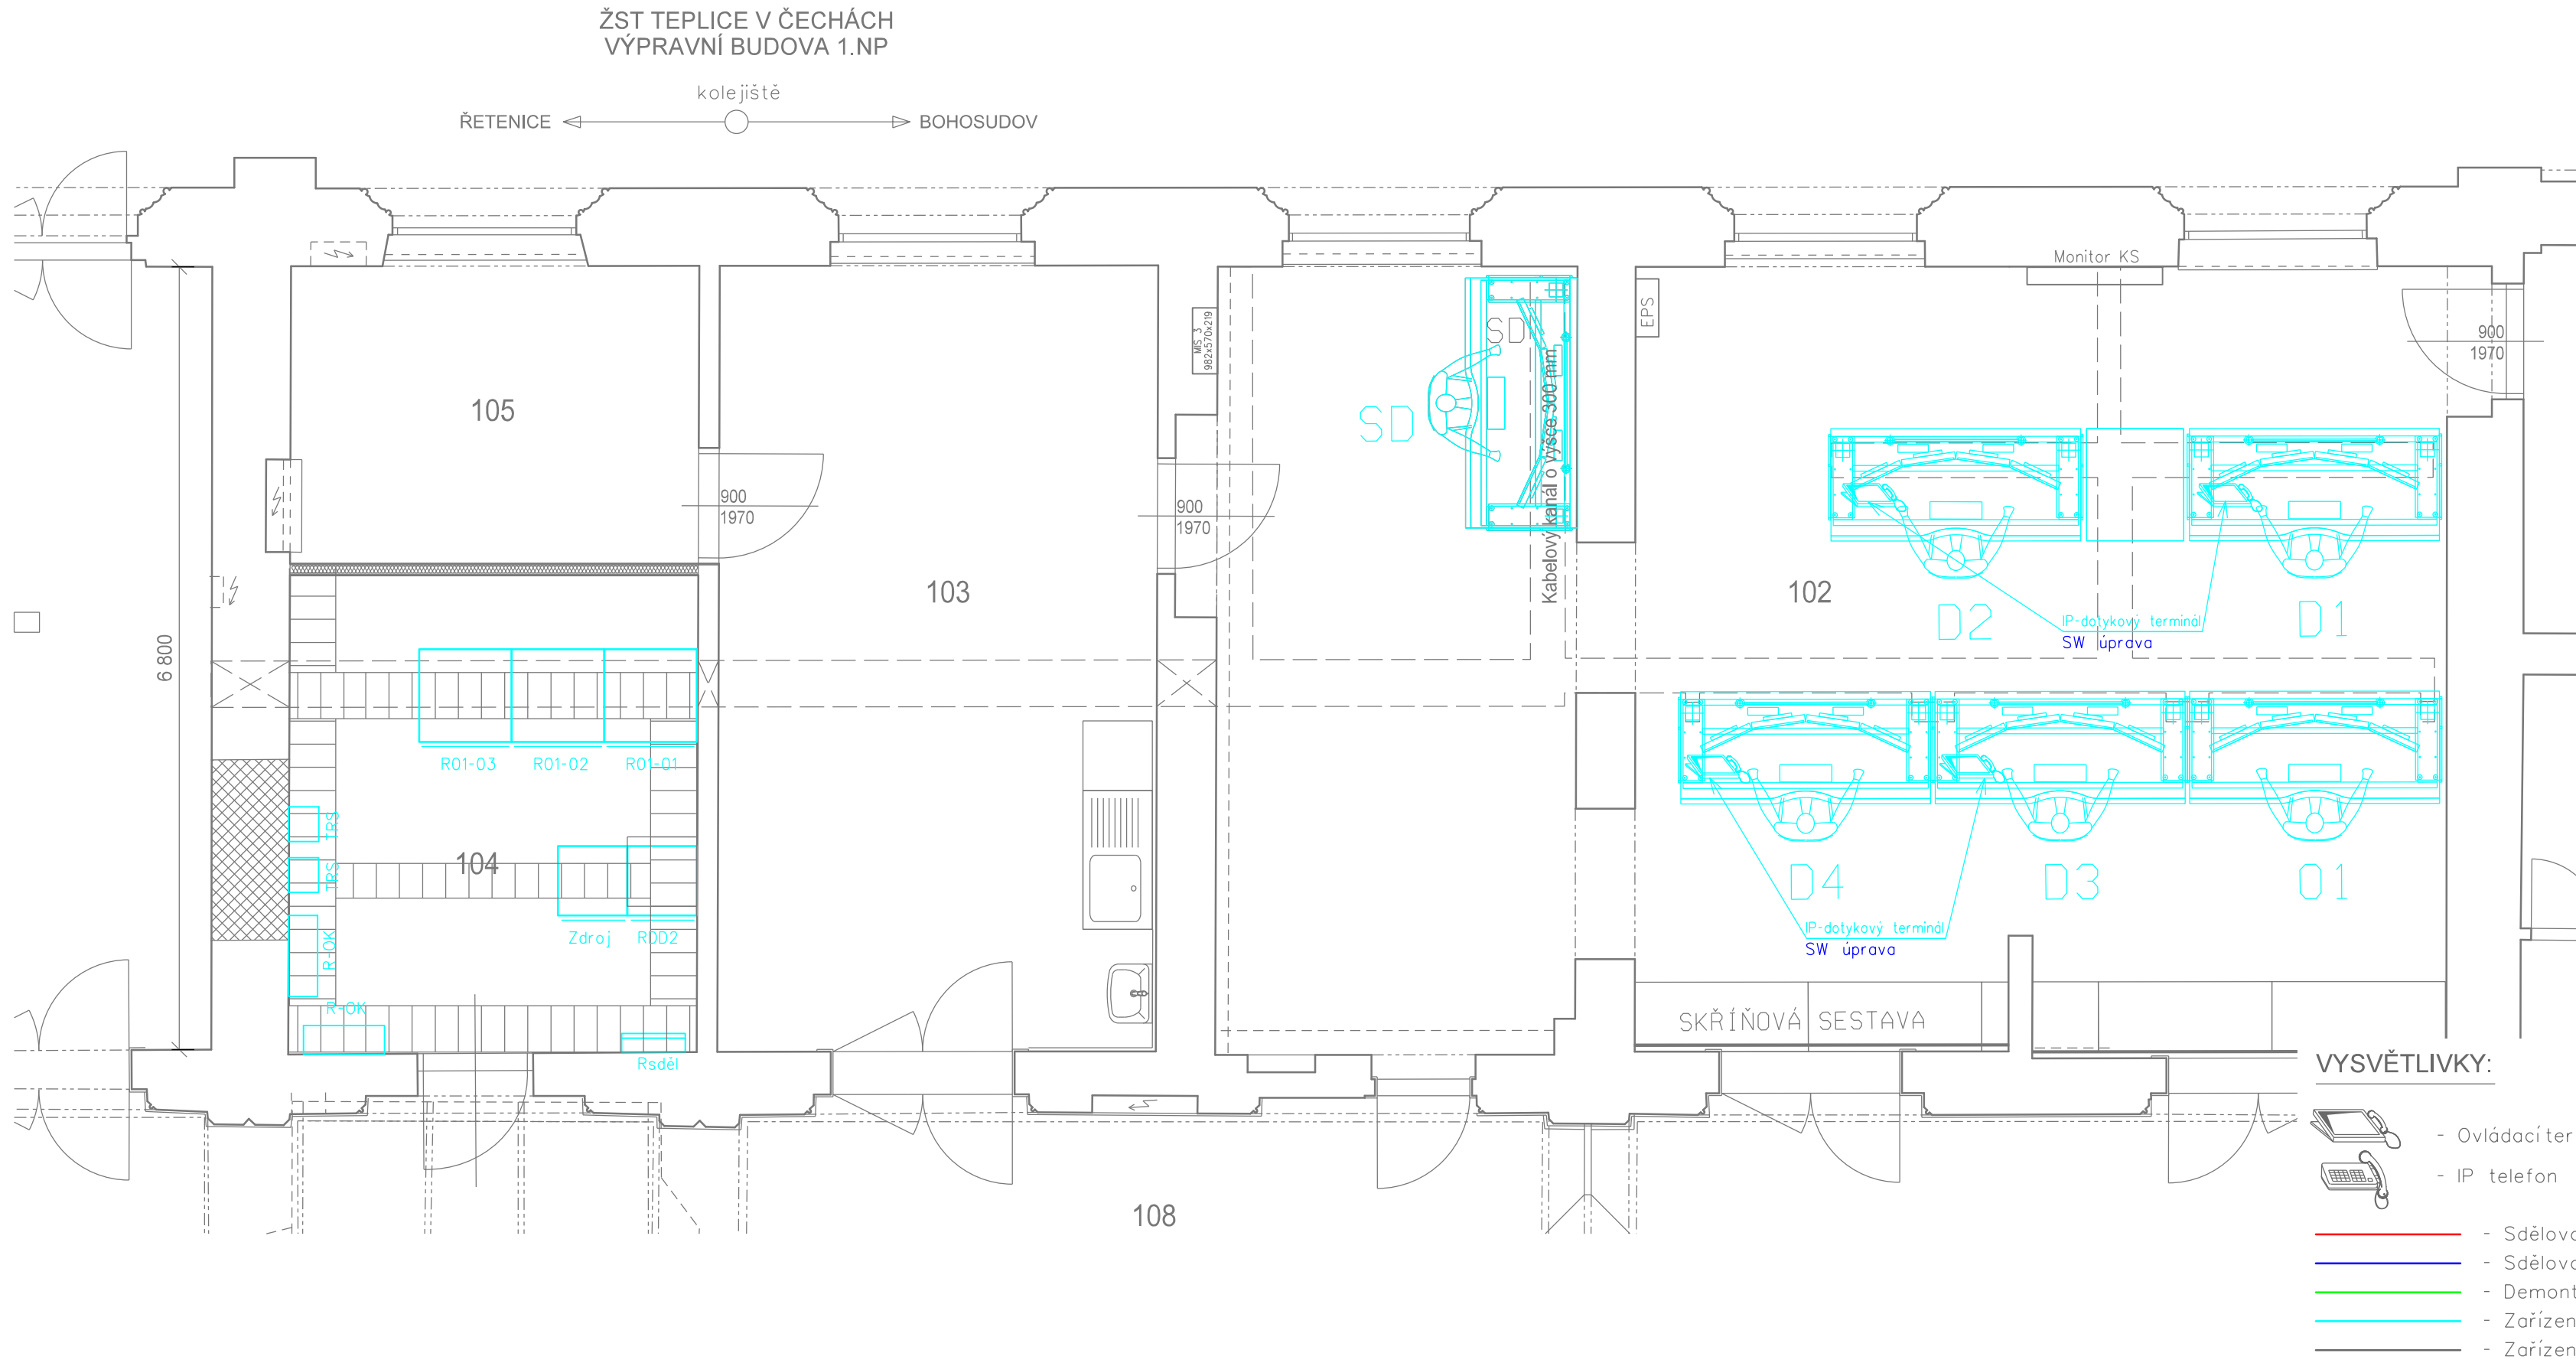 ŽST TEPLICE V ČECHÁCH
VÝPRAVNÍ BUDOVA 1.NP
kolejiště
ŘETENICE
BOHOSUDOV
Monitor KS
EPS
MIS 3
982x570x219
SD
SD
Kabelový kanál o výšce 300 mm
900
1970
105
900
1970
900
1970
103
102
D2
D1
IP-dotykový terminál
SW úprava
6 800
R01-03
R01-02
R01-01
TRS
TRS
104
R-OK
Zdroj
ROD2
R-OK
Rsděl
D4
D3
O1
IP-dotykový terminál
SW úprava
SKŘÍŇOVÁ SESTAVA
108
VYSVĚTLIVKY:
- Ovládací ter
- IP telefon
- Sdělova
- Sdělova
- Demont
- Zařízen
- Zařízen